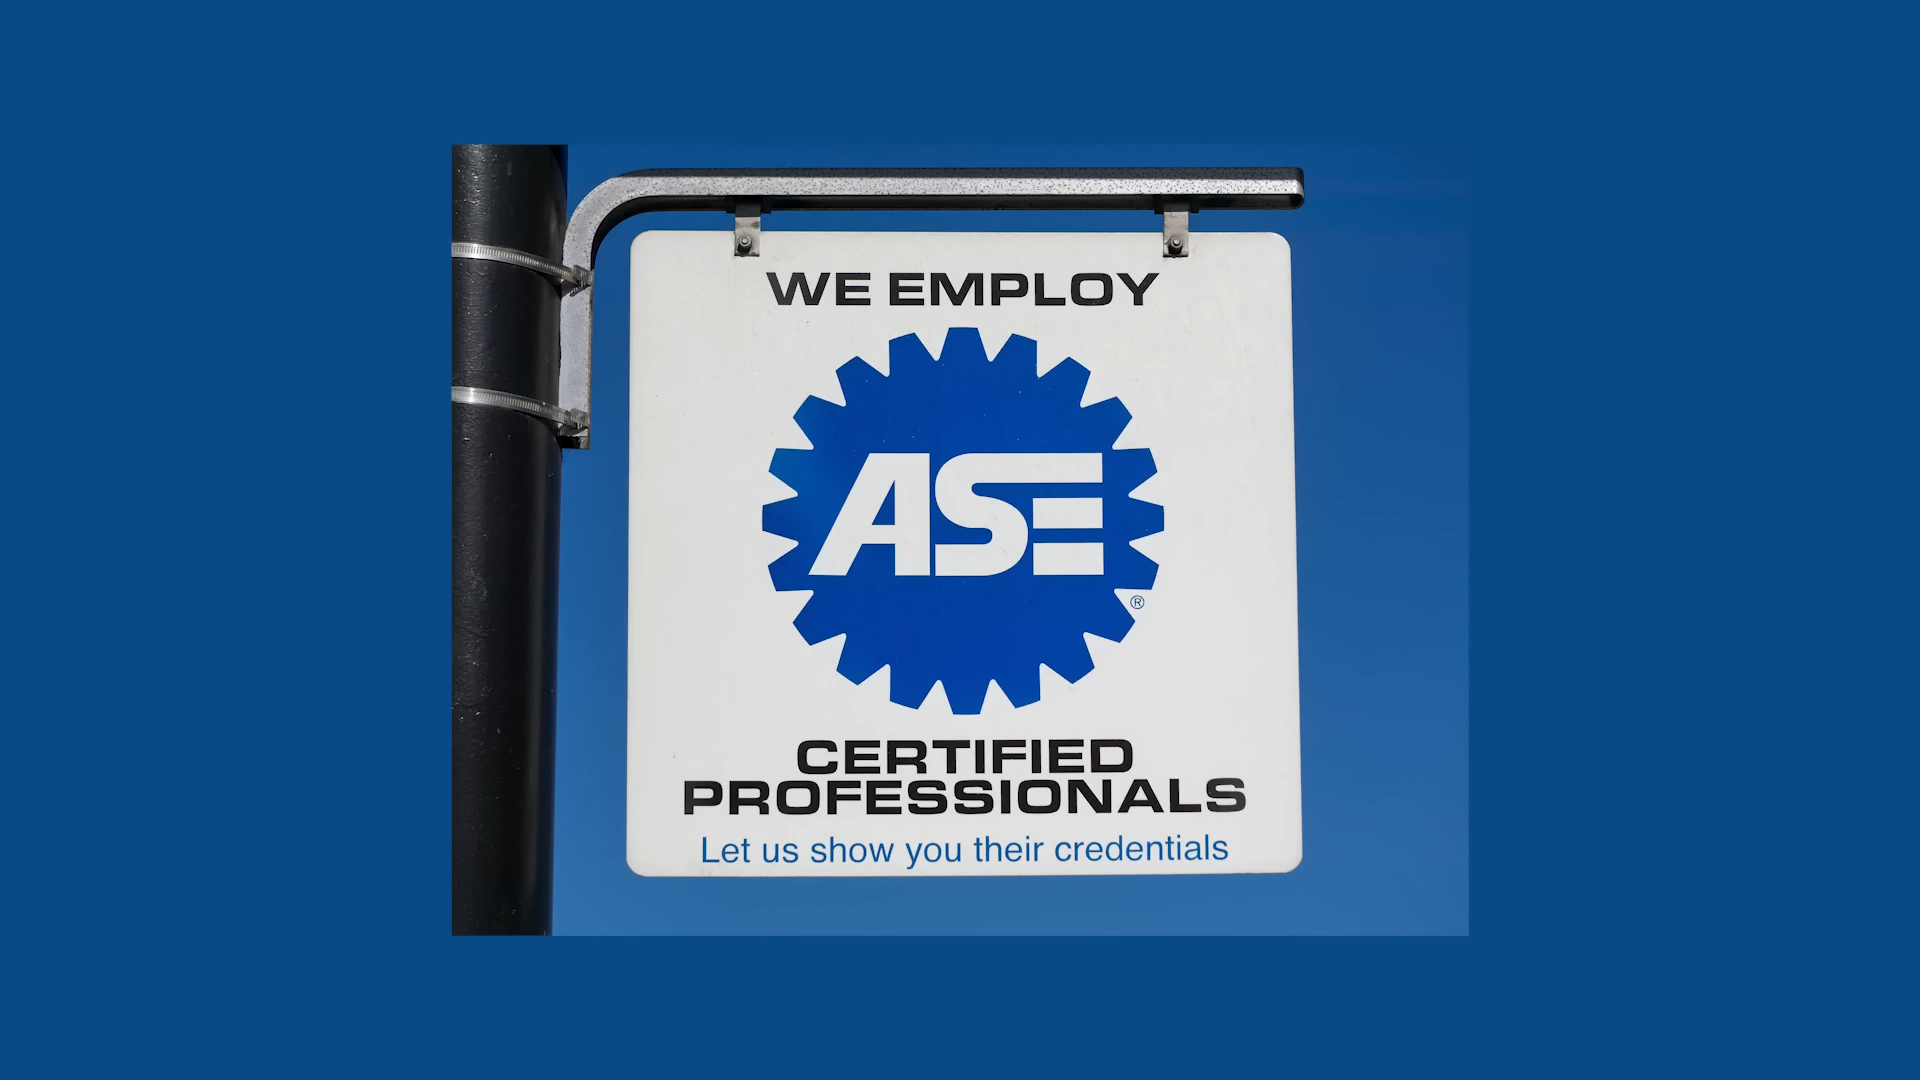 WE EMPLOY
ASE
®
CERTIFIED
PROFESSIONALS
Let us show you their credentials